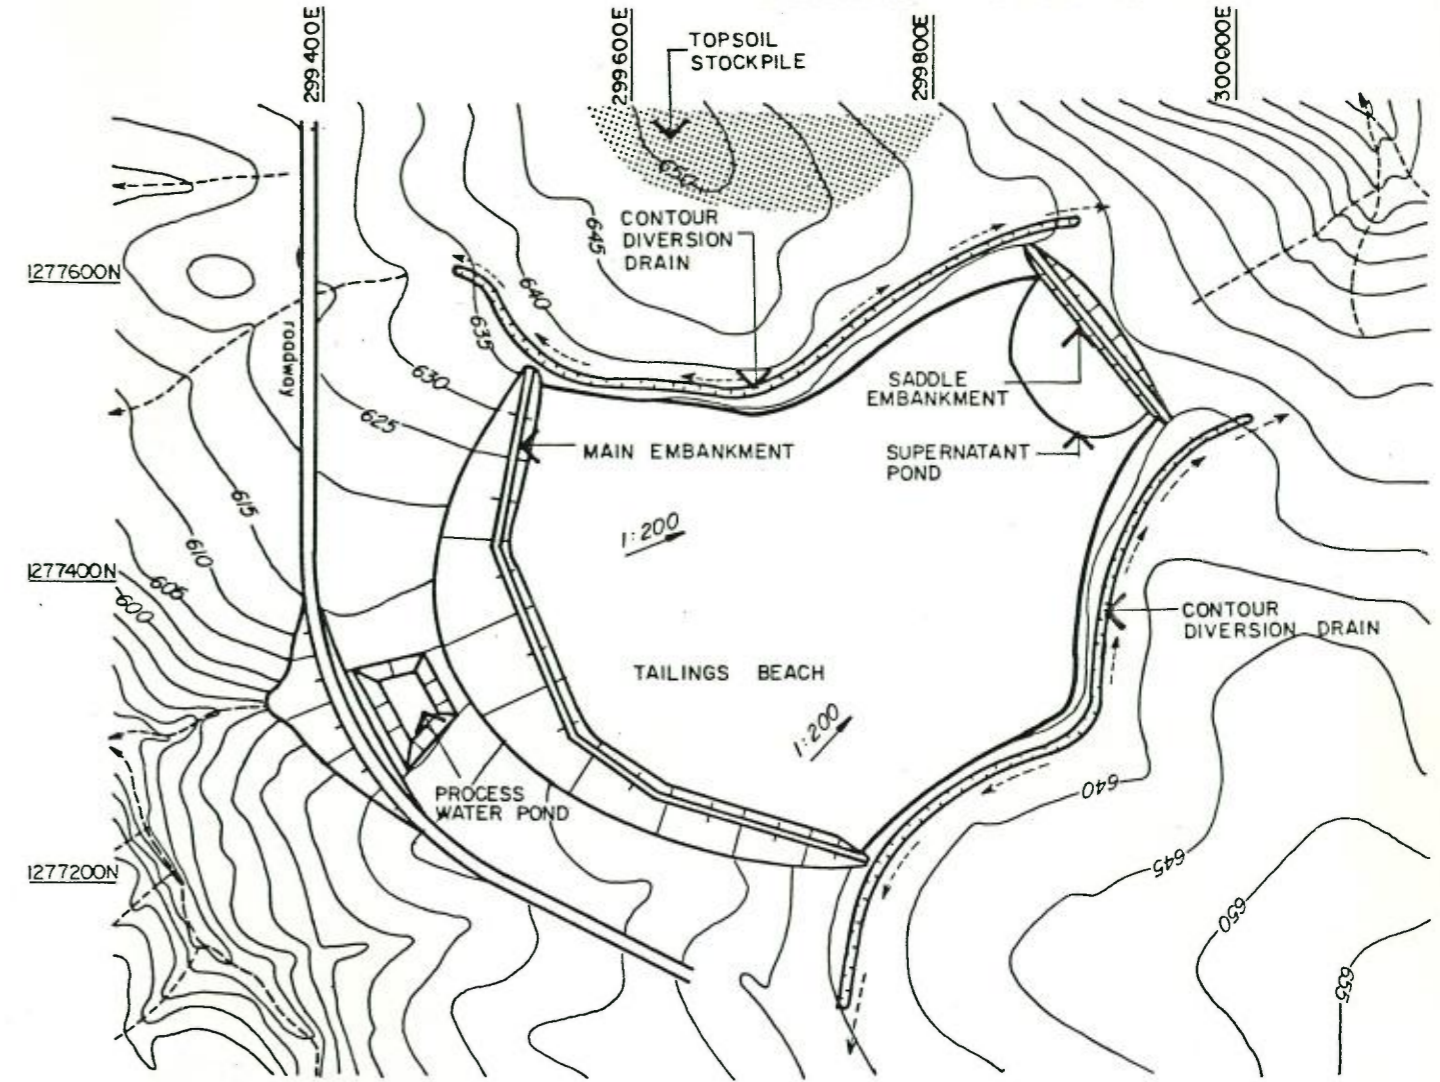 299400E
299600E
299800E
300000E
TOPSOIL
STOCKPILE
650
645
CONTOUR
DIVERSION
DRAIN
1277600N
640
635
roadway
630
625
SADDLE
EMBANKMENT
MAIN EMBANKMENT
SUPERNATANT
POND
615
610
1:200
1277400N
605
600
CONTOUR
DIVERSION DRAIN
TAILINGS BEACH
1:200
640
PROCESS
WATER POND
645
1277200N
650
655